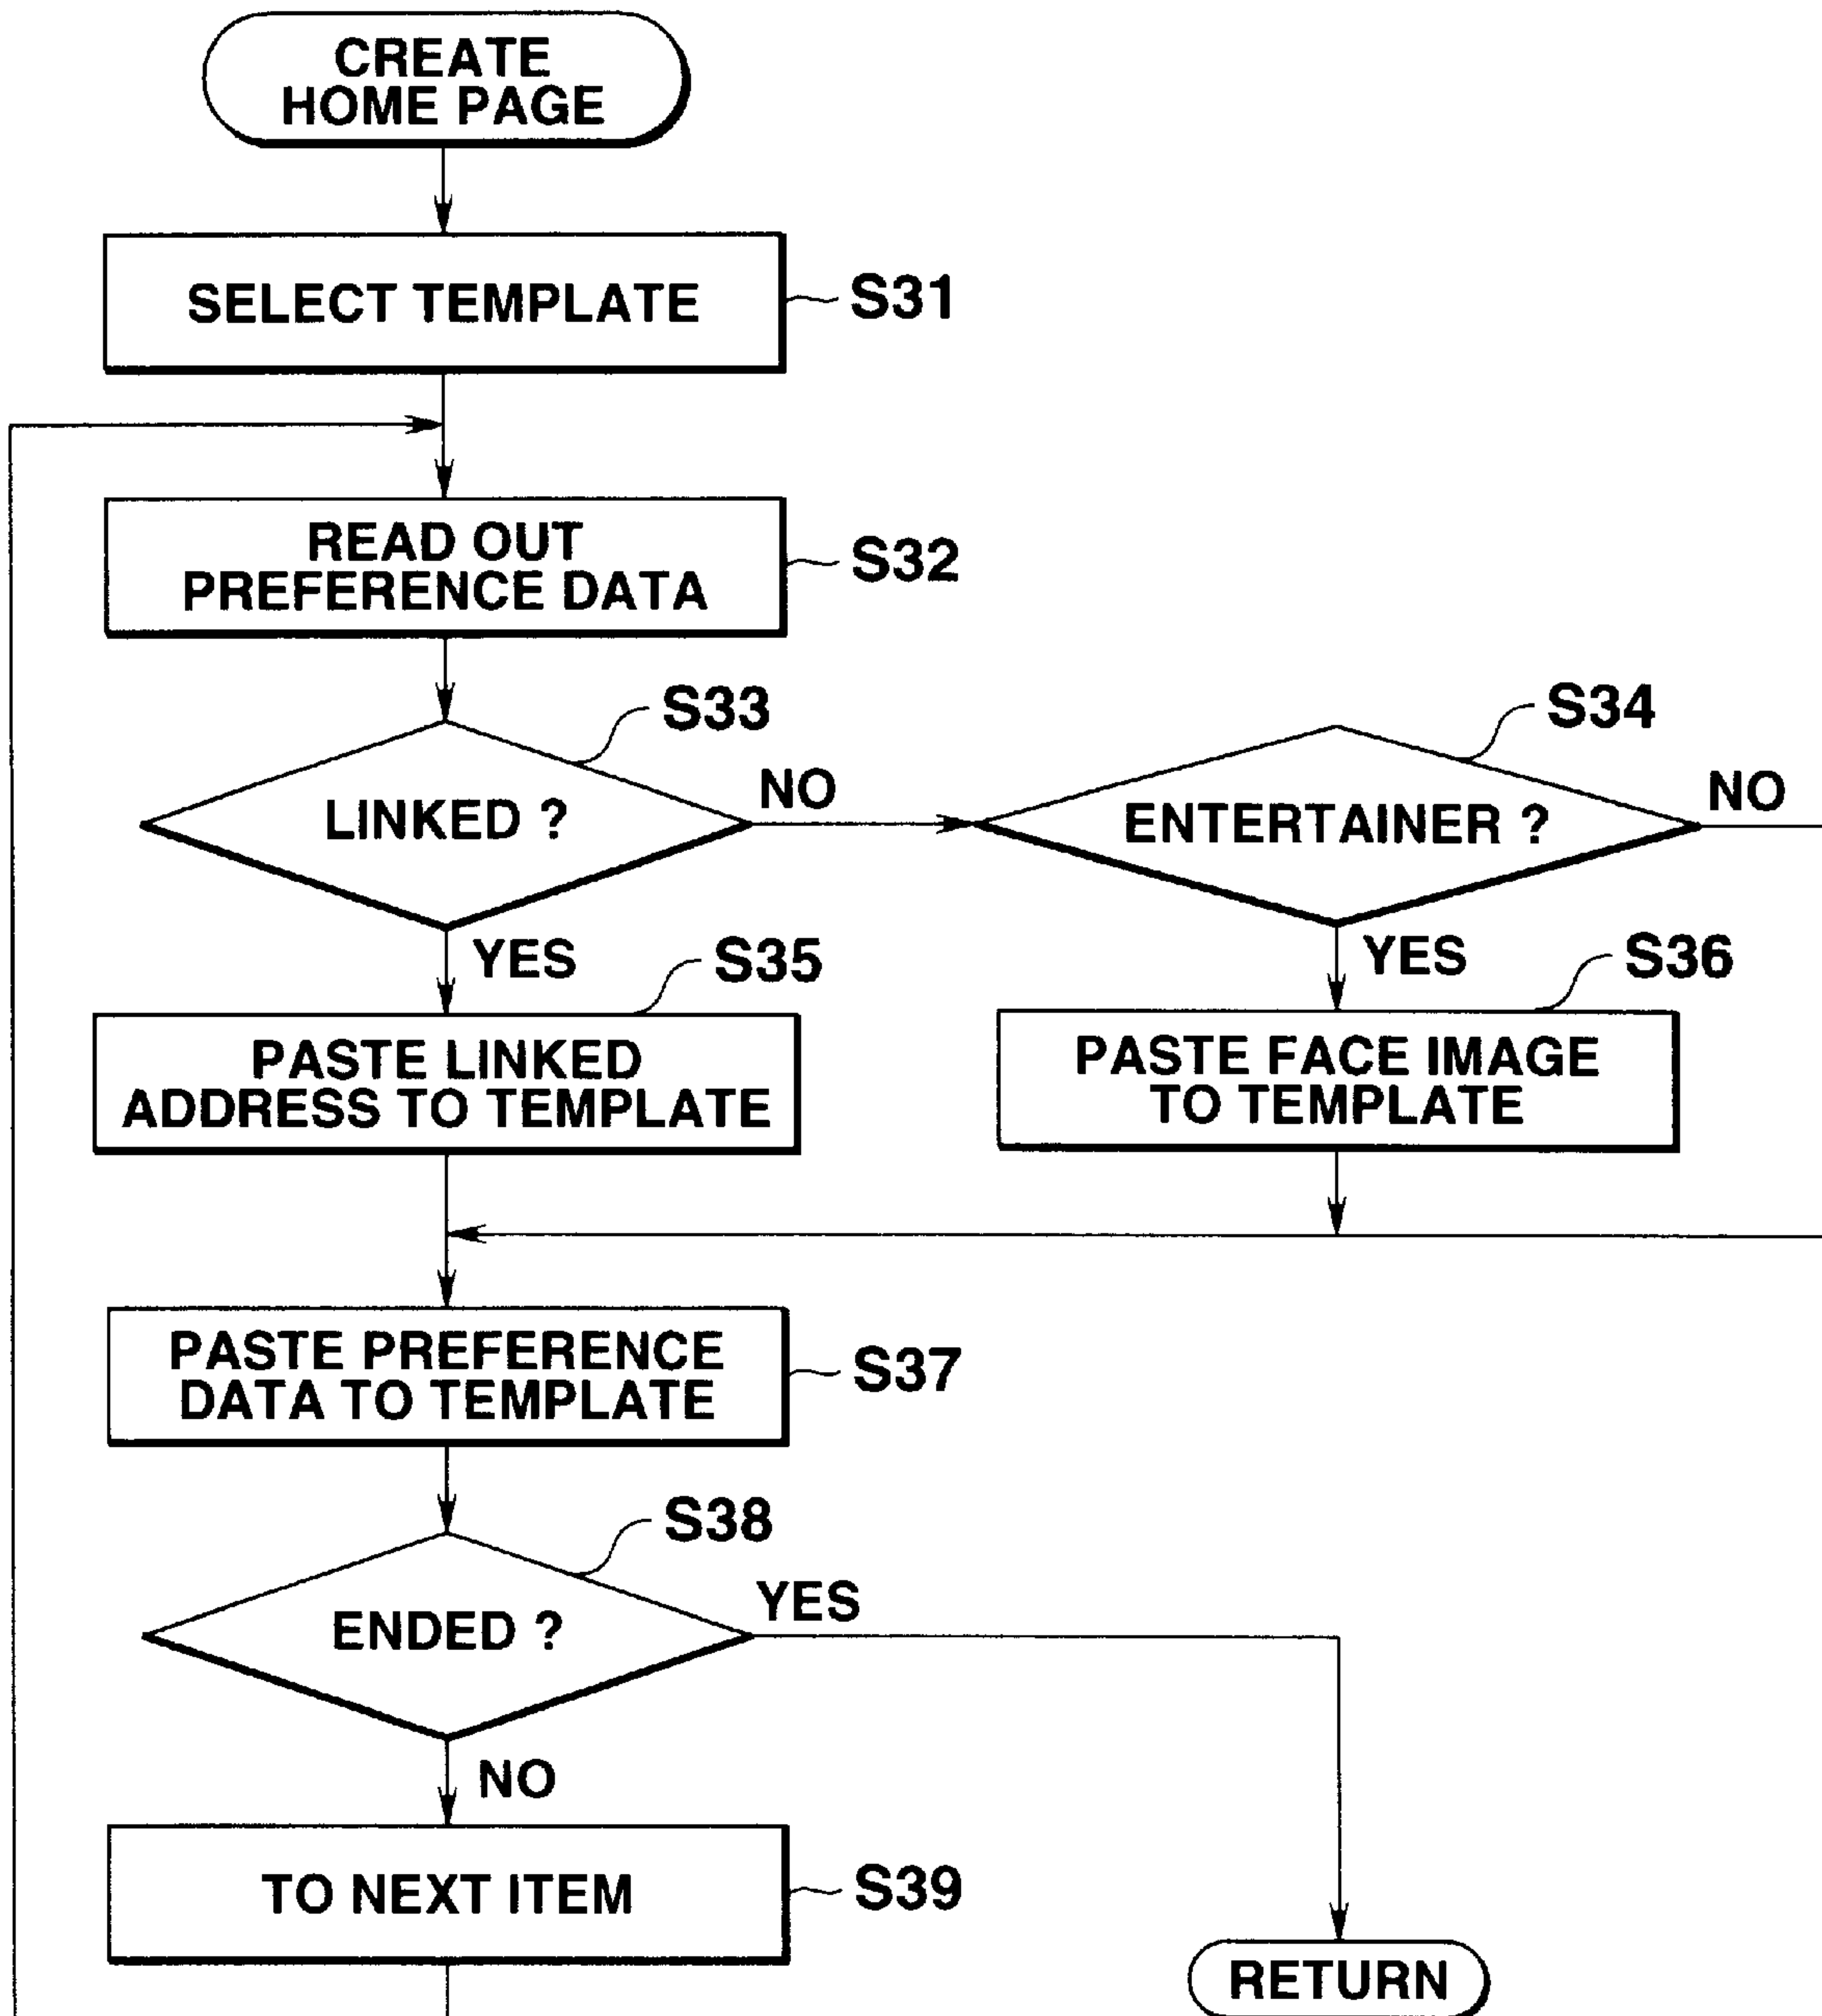 CREATE
HOME PAGE
SELECT TEMPLATE
S31
READ OUT
PREFERENCE DATA
S32
S33
LINKED ?
NO
S34
ENTERTAINER ?
NO
YES
S35
PASTE LINKED
ADDRESS TO TEMPLATE
YES
S36
PASTE FACE IMAGE
TO TEMPLATE
PASTE PREFERENCE
DATA TO TEMPLATE
S37
S38
ENDED ?
YES
NO
TO NEXT ITEM
S39
RETURN